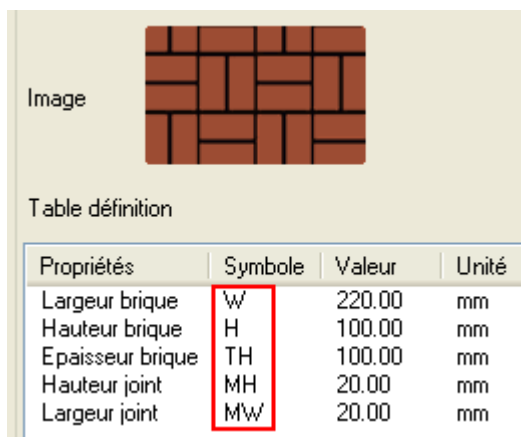 Image
Table définition
Propriétés Symbole Valeur Unité
Largeur brique W 220.00 mm
Hauteur brique H 100.00 mm
Epaisseur brique TH 100.00 mm
Hauteur joint MH 20.00 mm
Largeur joint MW 20.00 mm